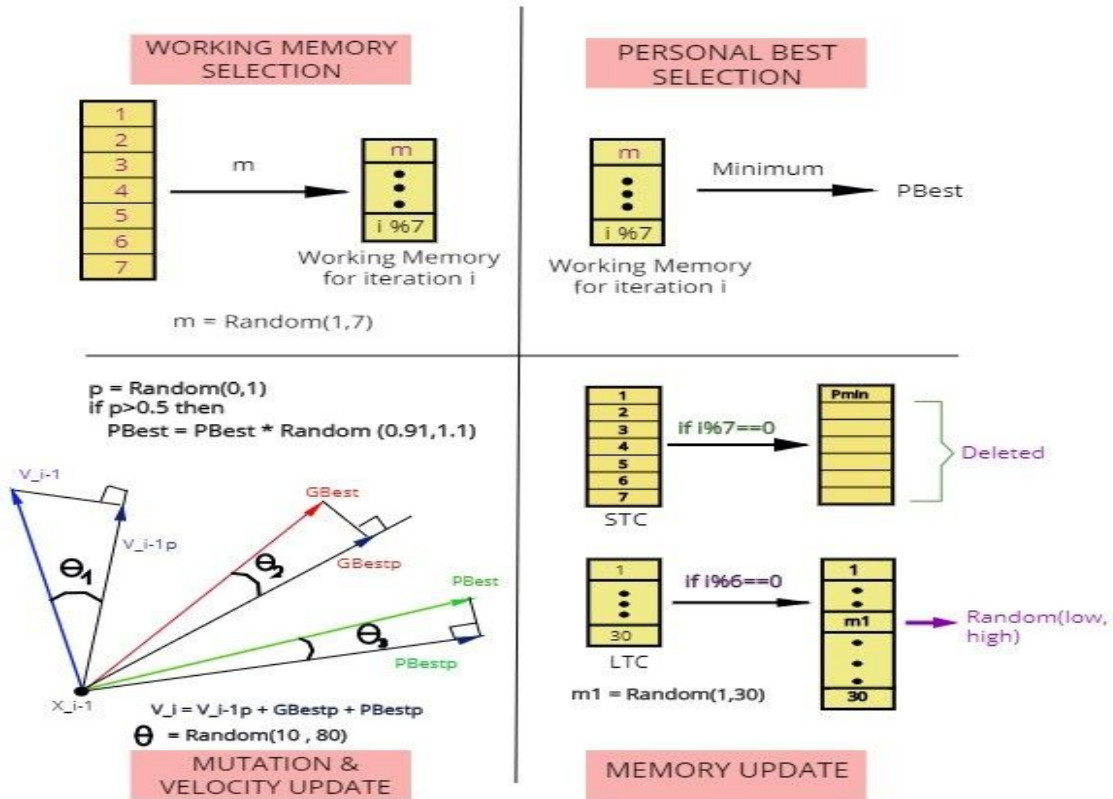 WORKING MEMORY
SELECTION
1
2
3
4
5
6
7
m
m
i %7
Working Memory
for iteration i
m = Random(1,7)
PERSONAL BEST
SELECTION
m
i %7
Minimum
PBest
Working Memory
for iteration i
p = Random(0,1)
if p>0.5 then
PBest = PBest * Random (0.91,1.1)
V_i-1
V_i-1p
GBest
GBestp
PBest
PBestp
θ1
θ2
θ3
X_i-1
V_i = V_i-1p + GBestp + PBestp
θ = Random(10 , 80)
MUTATION &
VELOCITY UPDATE
1
2
3
4
5
6
7
STC
if i%7==0
Pmin
Deleted
1
30
LTC
if i%6==0
1
m1
30
Random(low,
high)
m1 = Random(1,30)
MEMORY UPDATE